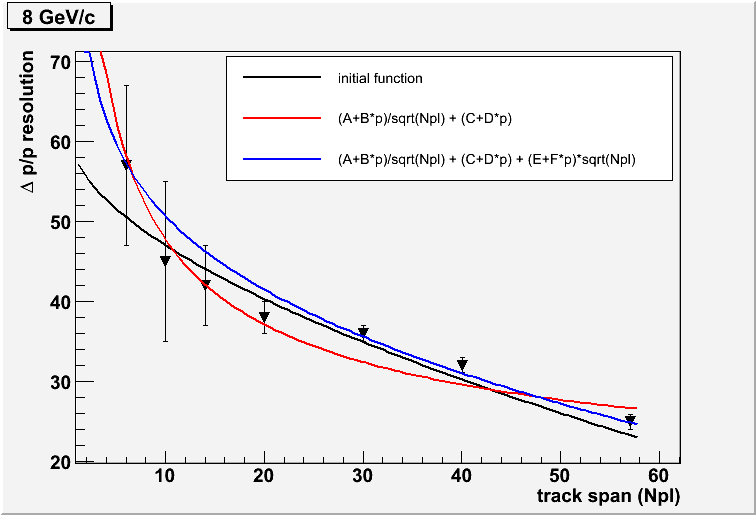 8 GeV/c
Δ p/p resolution
70
60
50
40
30
20
initial function
(A+B*p)/sqrt(Npl) + (C+D*p)
(A+B*p)/sqrt(Npl) + (C+D*p) + (E+F*p)*sqrt(Npl)
10 20 30 40 50 60
track span (Npl)